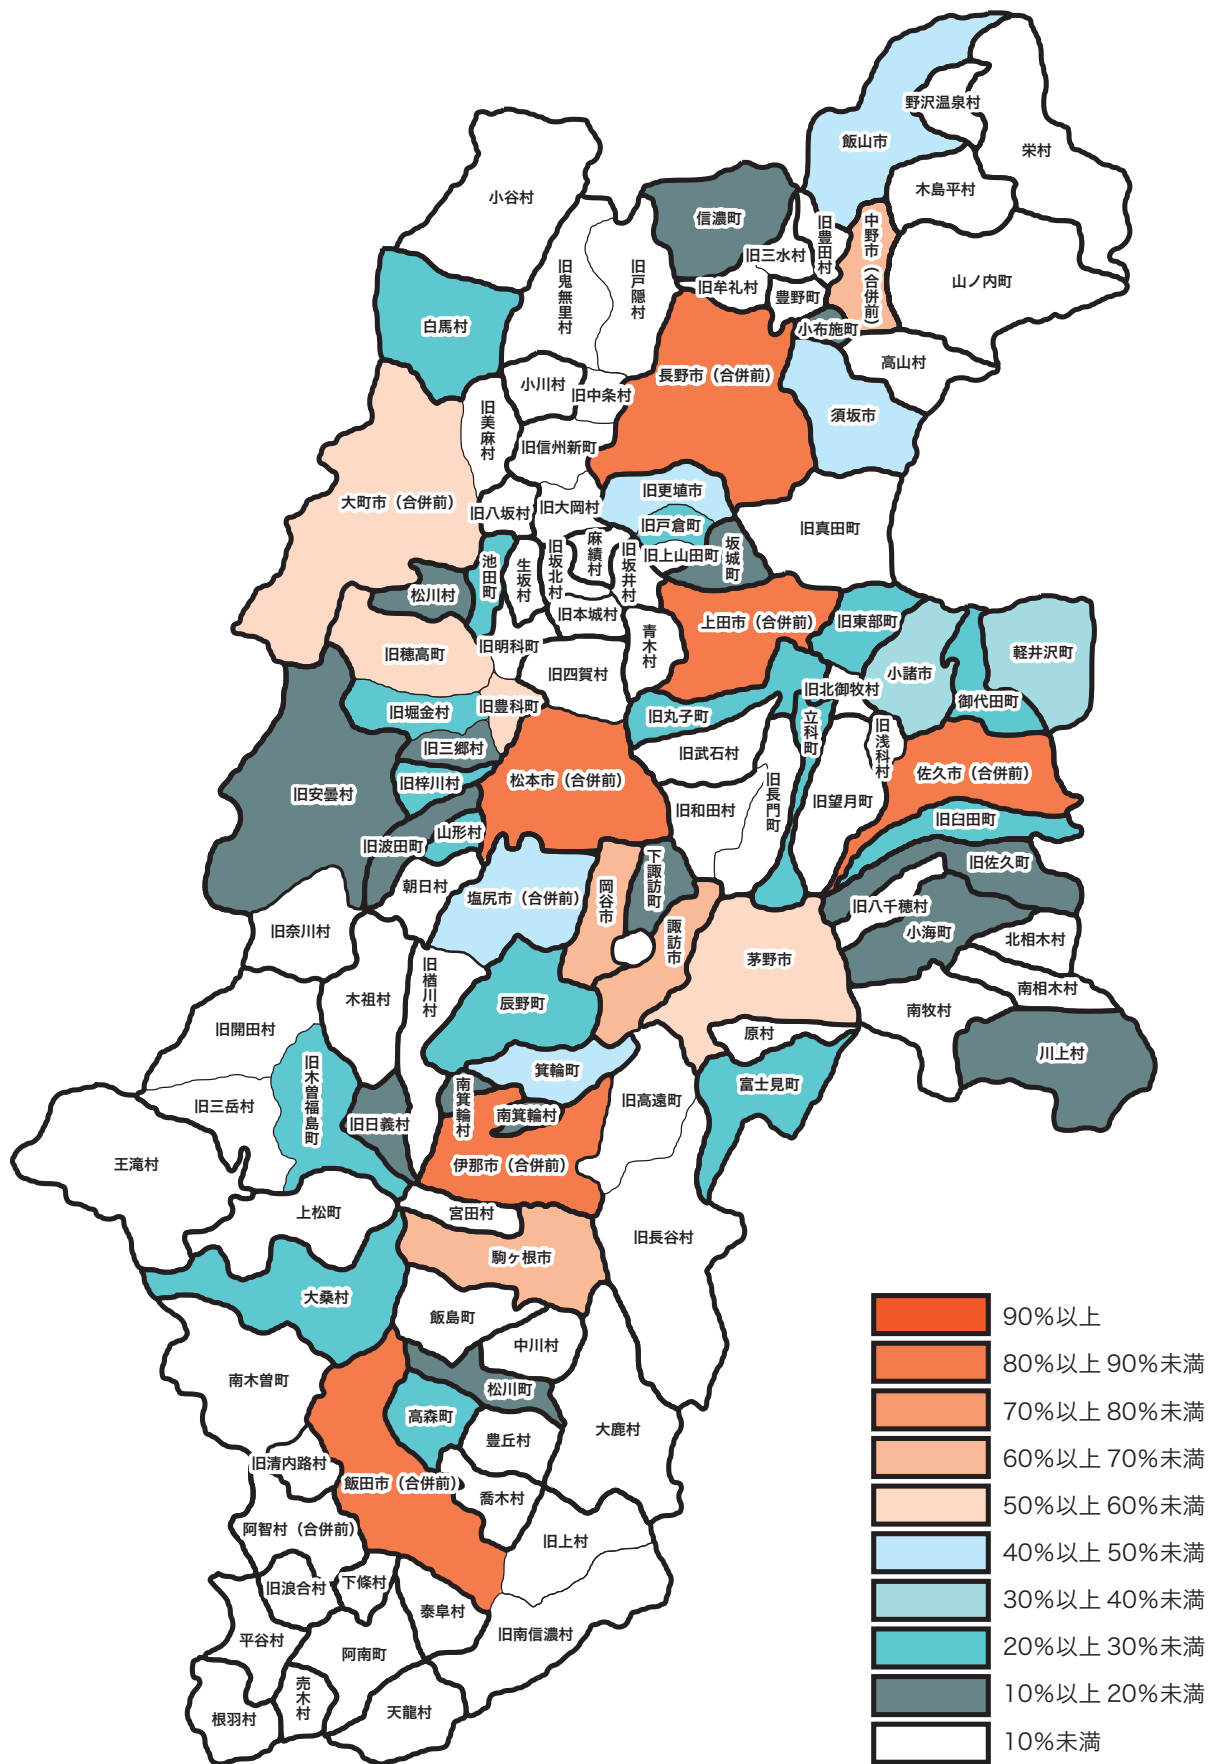 野沢温泉村
飯山市
栄村
木島平村
小谷村
信濃町
旧豊田村
中野市（合併前）
旧三水村
山ノ内町
旧鬼無里村
旧戸隠村
旧牟礼村
豊野町
白馬村
小布施町
高山村
長野市（合併前）
小川村
旧中条村
須坂市
旧美麻村
旧信州新町
大町市（合併前）
旧更埴市
旧八坂村
旧大岡村
旧戸倉町
旧真田町
坂城町
麻績村
旧上山田町
池田町
生坂村
旧坂北村
旧坂井村
松川村
旧本城村
上田市（合併前）
旧東部町
青木村
旧明科町
旧穂高町
軽井沢町
旧四賀村
小諸市
旧北御牧村
御代田町
旧豊科町
旧堀金村
旧丸子町
立科町
旧浅科村
旧三郷村
旧武石村
佐久市（合併前）
松本市（合併前）
旧梓川村
旧安曇村
旧長門町
旧望月町
旧和田村
旧臼田町
山形村
旧波田町
旧佐久町
下諏訪町
朝日村
岡谷市
塩尻市（合併前）
旧八千穂村
小海町
旧奈川村
諏訪市
北相木村
茅野市
旧楢川村
南相木村
木祖村
辰野町
南牧村
旧開田村
原村
川上村
箕輪町
富士見町
旧木曽福島町
旧三岳村
南箕輪村
旧高遠町
南箕輪村
旧日義村
王滝村
伊那市（合併前）
上松町
宮田村
旧長谷村
駒ヶ根市
大桑村
飯島町
中川村
南木曽町
松川町
高森町
大鹿村
豊丘村
旧清内路村
飯田市（合併前）
喬木村
阿智村（合併前）
旧上村
下條村
旧浪合村
泰阜村
旧南信濃村
平谷村
阿南町
売木村
根羽村
天龍村
90%以上
80%以上 90%未満
70%以上 80%未満
60%以上 70%未満
50%以上 60%未満
40%以上 50%未満
30%以上 40%未満
20%以上 30%未満
10%以上 20%未満
10%未満